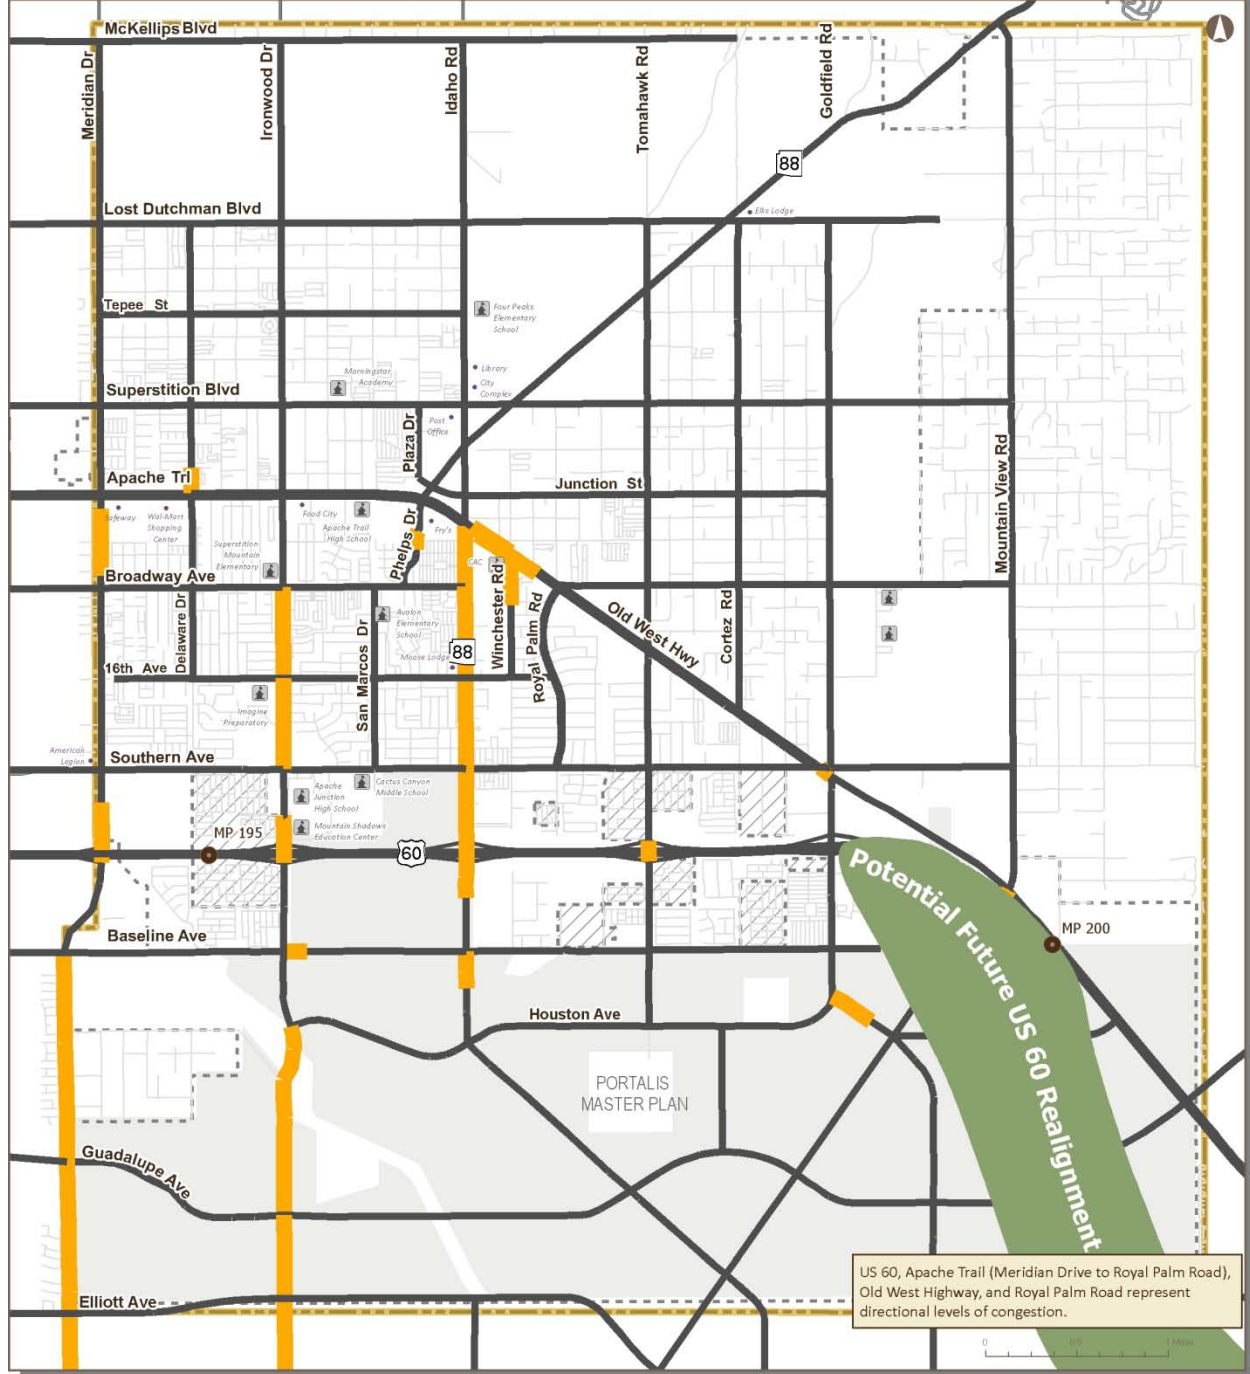 McKellips Blvd
Meridian Dr
Ironwood Dr
Idaho Rd
Tomahawk Rd
Goldfield Rd
88
Lost Dutchman Blvd
Elks Lodge
Tepee St
Four Peaks
Elementary
School
Morningstar
Academy
Library
City
Complex
Superstition Blvd
Plaza Dr
Post
Office
Mountain View Rd
Apache Trl
Junction St
Safeway
Wal-Mart
Shopping
Center
Food City
Apache Trail
High School
Phelps Dr
Fry's
Superstition
Mountain
Elementary
CAC
Broadway Ave
Winchester Rd
Royal Palm Rd
Cortez Rd
Old West Hwy
Delaware Dr
San Marcos Dr
Avalon
Elementary
School
Moose Lodge
88
16th Ave
Imagine
Preparatory
American
Legion
Southern Ave
Apache
Junction
High School
Cactus Canyon
Middle School
Mountain Shadows
Education Center
MP 195
60
Potential Future US 60 Realignment
MP 200
Baseline Ave
Houston Ave
PORTALIS
MASTER PLAN
Guadalupe Ave
Elliott Ave
US 60, Apache Trail (Meridian Drive to Royal Palm Road),
Old West Highway, and Royal Palm Road represent
directional levels of congestion.
0 0.5 1 Miles